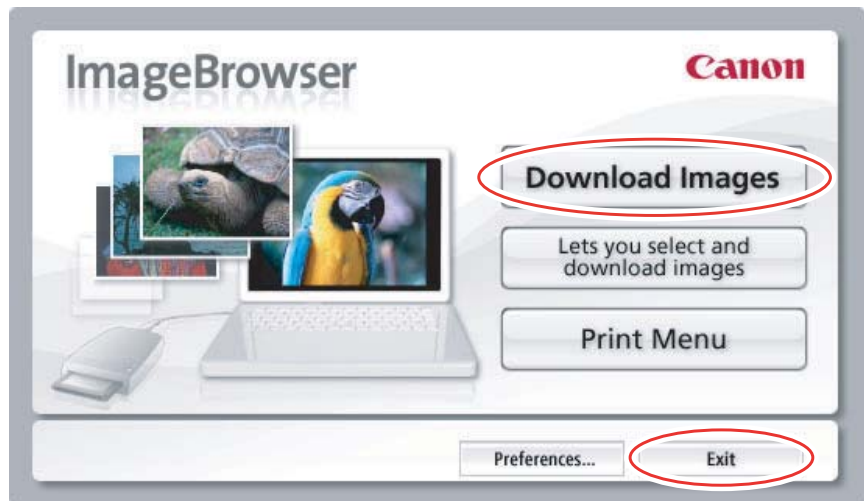 ImageBrowser
Canon
Download Images
Lets you select and
download images
Print Menu
Preferences...
Exit